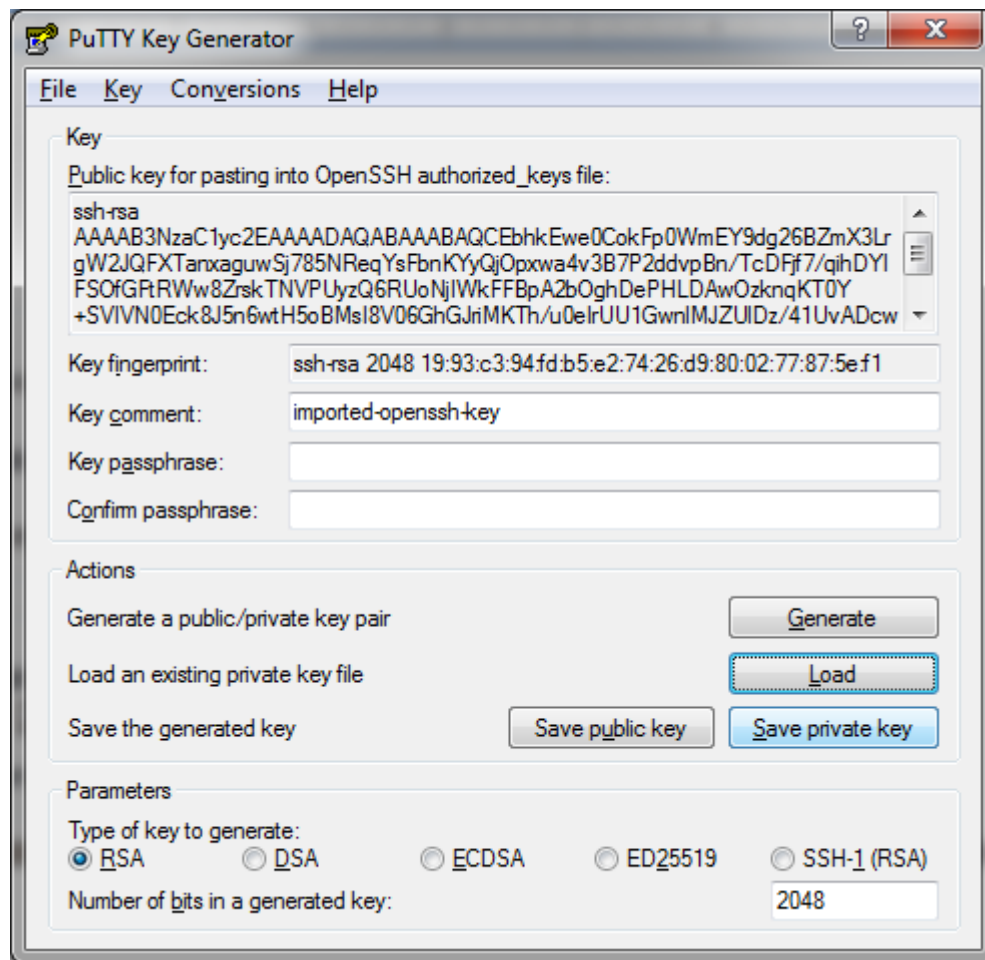 PuTTY Key Generator
File Key Conversions Help
Key
Public key for pasting into OpenSSH authorized_keys file:
ssh-rsa
AAAAB3NzaC1yc2EAAAADAQABAAABAQCEbhkEwe0CokFp0WmEY9dg26BZmX3Lr
gW2JQFXTanxaguwSj785NReqYsFbnKYyQjOpxwa4v3B7P2ddvpBn/TcDFjf7/qihDYI
FSOfGFtRWw8ZrskTNVPUyzQ6RUoNjIWkFFBpA2bOghDePHLDAwOzknqKT0Y
+SVIVN0Eck8J5n6wtH5oBMsI8V06GhGJriMKTh/u0eIrUU1GwnIMJZUIDz/41UvADcw
Key fingerprint: ssh-rsa 2048 19:93:c3:94:fd:b5:e2:74:26:d9:80:02:77:87:5e:f1
Key comment: imported-openssh-key
Key passphrase:
Confirm passphrase:
Actions
Generate a public/private key pair Generate
Load an existing private key file Load
Save the generated key Save public key Save private key
Parameters
Type of key to generate:
RSA DSA ECDSA ED25519 SSH-1 (RSA)
Number of bits in a generated key: 2048